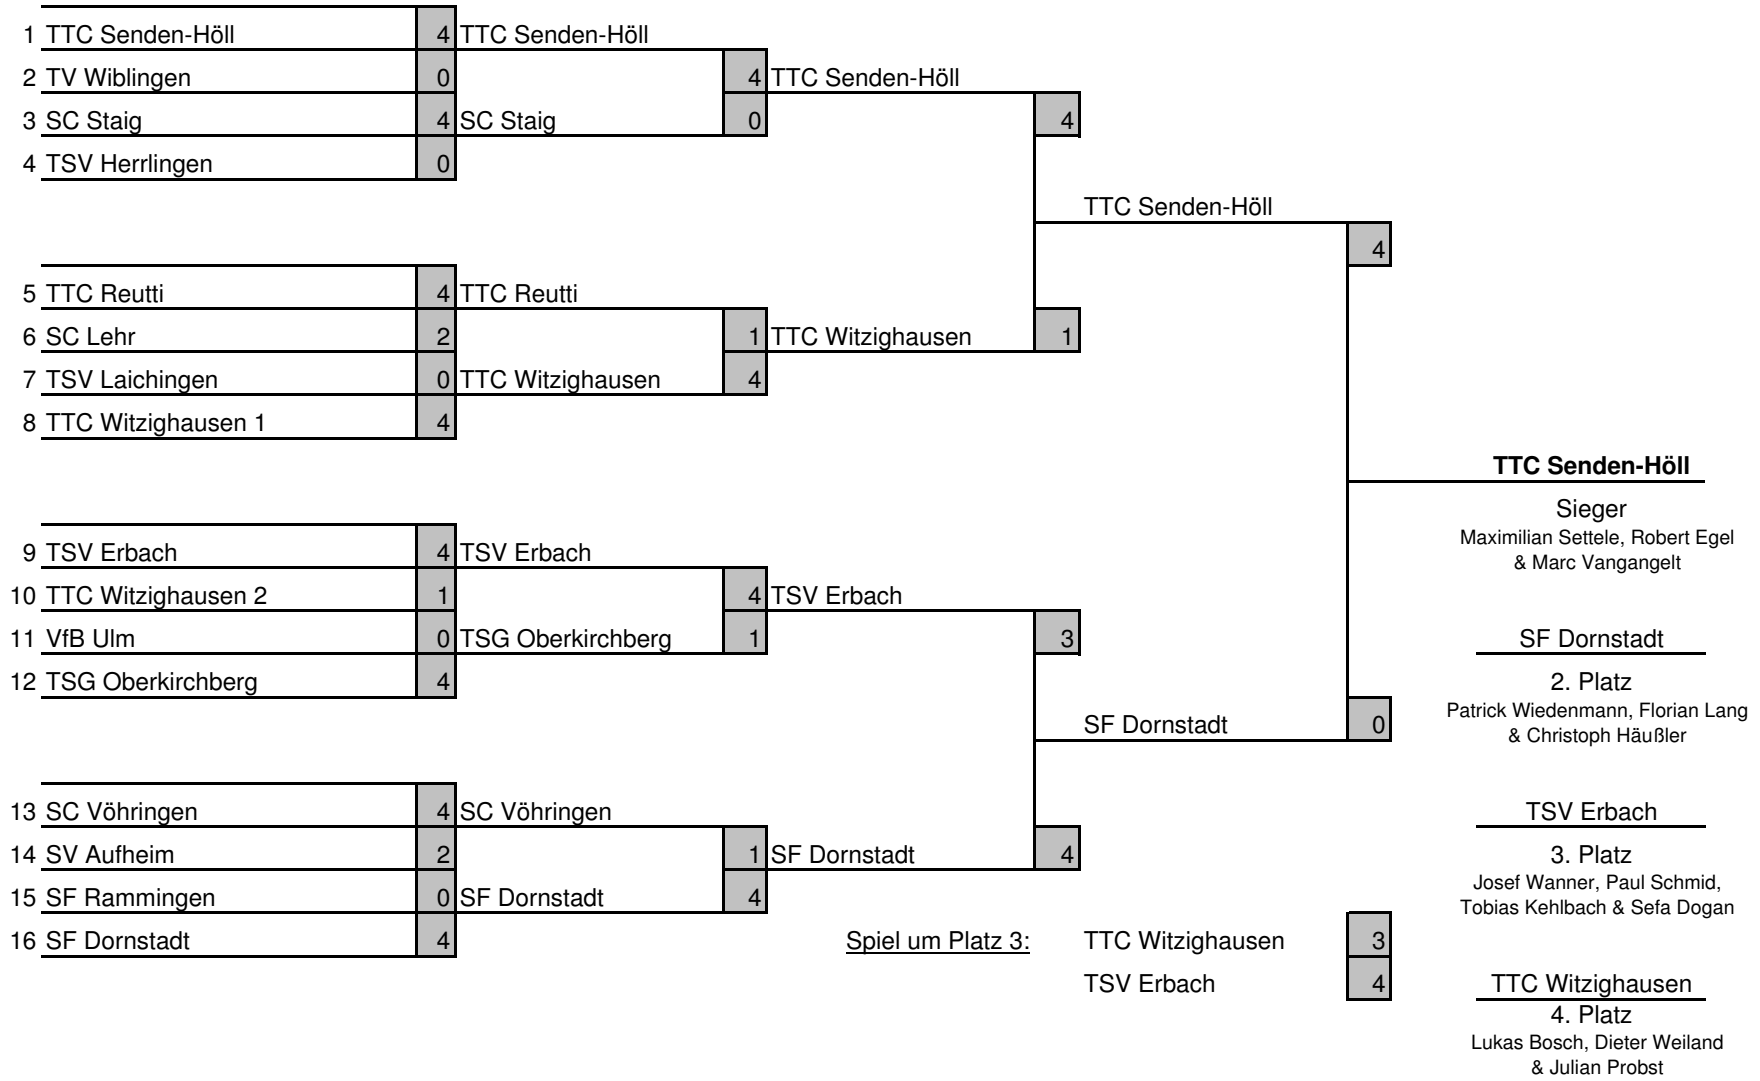 1 TTC Senden-Höll 4 TTC Senden-Höll
2 TV Wiblingen 0 4 TTC Senden-Höll
3 SC Staig 4 SC Staig 0 4
4 TSV Herrlingen 0
TTC Senden-Höll
4
5 TTC Reutti 4 TTC Reutti
6 SC Lehr 2 1 TTC Witzighausen 1
7 TSV Laichingen 0 TTC Witzighausen 4
8 TTC Witzighausen 1 4
TTC Senden-Höll
Sieger
Maximilian Settele, Robert Egel
& Marc Vangangelt
9 TSV Erbach 4 TSV Erbach
10 TTC Witzighausen 2 1 4 TSV Erbach
11 VfB Ulm 0 TSG Oberkirchberg 1 3 SF Dornstadt
12 TSG Oberkirchberg 4 2. Platz
Patrick Wiedenmann, Florian Lang
SF Dornstadt 0
& Christoph Häußler
13 SC Vöhringen 4 SC Vöhringen TSV Erbach
14 SV Aufheim 2 1 SF Dornstadt 4 3. Platz
Josef Wanner, Paul Schmid,
15 SF Rammingen 0 SF Dornstadt 4
Tobias Kehlbach & Sefa Dogan
16 SF Dornstadt 4 Spiel um Platz 3: TTC Witzighausen 3
TSV Erbach 4 TTC Witzighausen
4. Platz
Lukas Bosch, Dieter Weiland
& Julian Probst